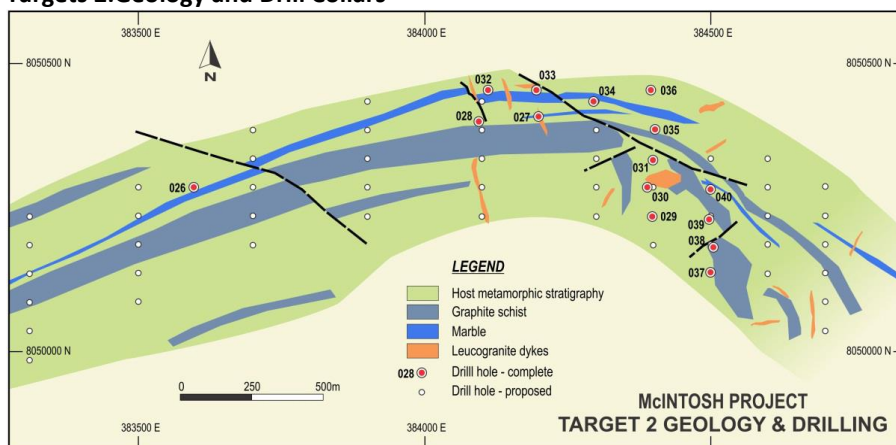 Targets 2:Geology and Drill Collars
383500 E
384000 E
384500 E
8050500 N
8050500 N
N
032
033
034
036
028
027
035
031
026
030
040
029
039
038
037
LEGEND
Host metamorphic stratigraphy
Graphite schist
Marble
Leucogranite dykes
028 Drilll hole - complete
Drill hole - proposed
8050000 N
8050000 N
0 250 500m
McINTOSH PROJECT
TARGET 2 GEOLOGY & DRILLING
383500 E
384000 E
384500 E